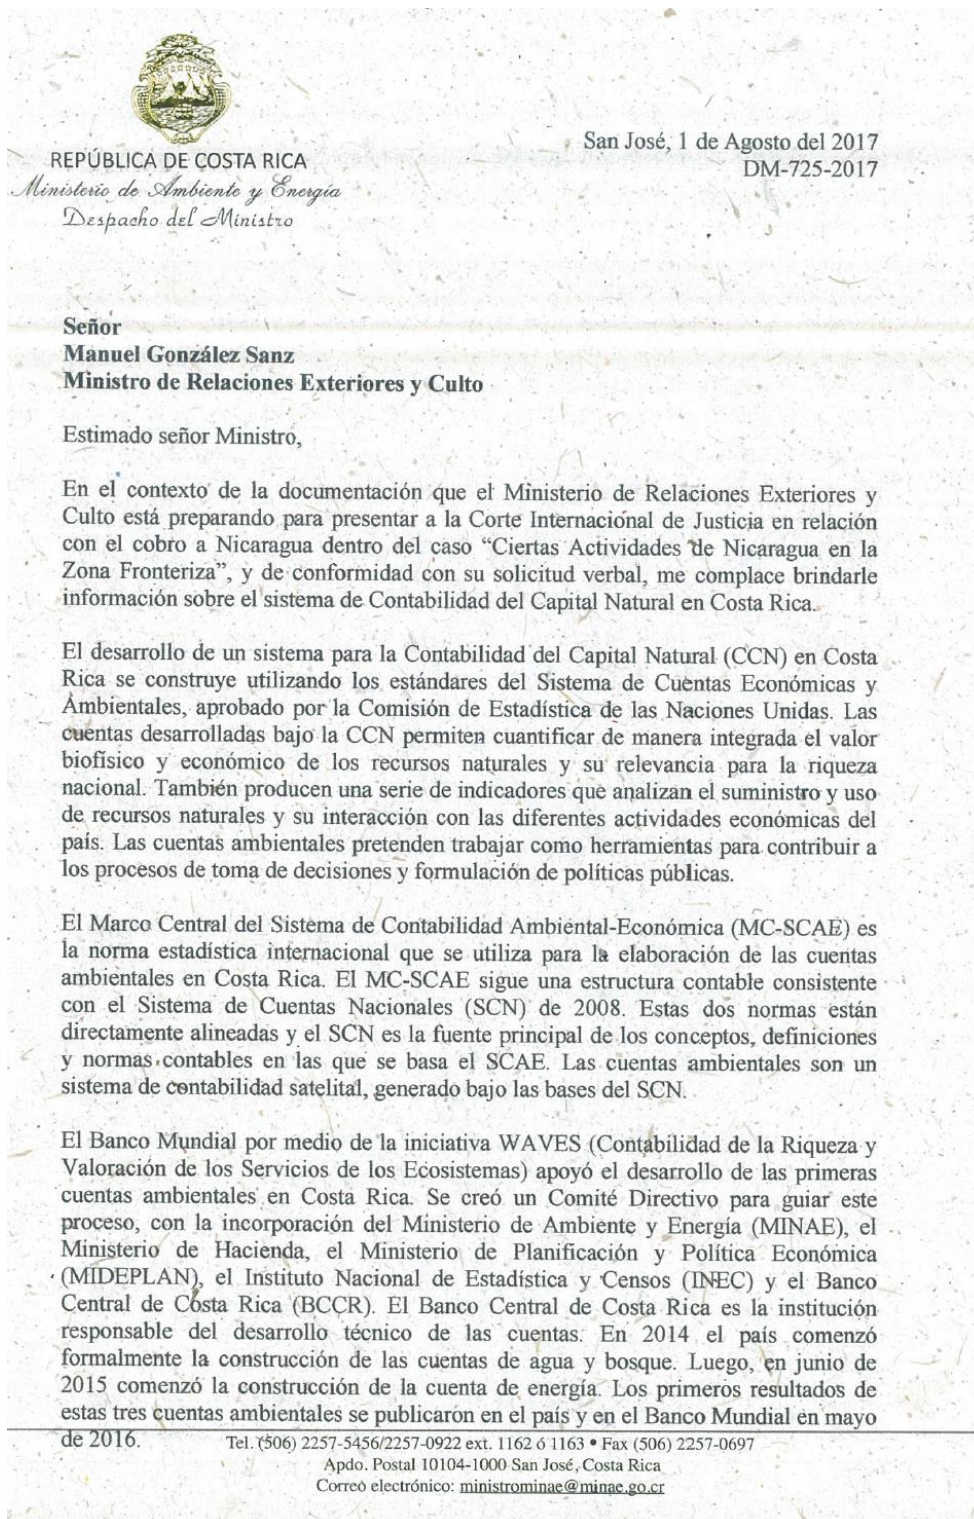 San José, 1 de Agosto del 2017
DM-725-2017
REPÚBLICA DE COSTA RICA
Ministerio de Ambiente y Energía
Despacho del Ministro
Señor
Manuel González Sanz
Ministro de Relaciones Exteriores y Culto
Estimado señor Ministro,
En el contexto de la documentación que el Ministerio de Relaciones Exteriores y
Culto está preparando para presentar a la Corte Internacional de Justicia en relación
con el cobro a Nicaragua dentro del caso “Ciertas Actividades de Nicaragua en la
Zona Fronteriza”, y de conformidad con su solicitud verbal, me complace brindarle
información sobre el sistema de Contabilidad del Capital Natural en Costa Rica.
El desarrollo de un sistema para la Contabilidad del Capital Natural (CCN) en Costa
Rica se construye utilizando los estándares del Sistema de Cuentas Económicas y
Ambientales, aprobado por la Comisión de Estadística de las Naciones Unidas. Las
cuentas desarrolladas bajo la CCN permiten cuantificar de manera integrada el valor
biofísico y económico de los recursos naturales y su relevancia para la riqueza
nacional. También producen una serie de indicadores que analizan el suministro y uso
de recursos naturales y su interacción con las diferentes actividades económicas del
país. Las cuentas ambientales pretenden trabajar como herramientas para contribuir a
los procesos de toma de decisiones y formulación de políticas públicas.
El Marco Central del Sistema de Contabilidad Ambiental-Económica (MC-SCAE) es
la norma estadística internacional que se utiliza para la elaboración de las cuentas
ambientales en Costa Rica. El MC-SCAE sigue una estructura contable consistente
con el Sistema de Cuentas Nacionales (SCN) de 2008. Estas dos normas están
directamente alineadas y el SCN es la fuente principal de los conceptos, definiciones
y normas contables en las que se basa el SCAE. Las cuentas ambientales son un
sistema de contabilidad satelital, generado bajo las bases del SCN.
El Banco Mundial por medio de la iniciativa WAVES (Contabilidad de la Riqueza y
Valoración de los Servicios de los Ecosistemas) apoyó el desarrollo de las primeras
cuentas ambientales en Costa Rica. Se creó un Comité Directivo para guiar este
proceso, con la incorporación del Ministerio de Ambiente y Energía (MINAE), el
Ministerio de Hacienda, el Ministerio de Planificación y Política Económica
(MIDEPLAN), el Instituto Nacional de Estadística y Censos (INEC) y el Banco
Central de Costa Rica (BCCR). El Banco Central de Costa Rica es la institución
responsable del desarrollo técnico de las cuentas. En 2014 el país comenzó
formalmente la construcción de las cuentas de agua y bosque. Luego, en junio de
2015 comenzó la construcción de la cuenta de energía. Los primeros resultados de
estas tres cuentas ambientales se publicaron en el país y en el Banco Mundial en mayo
de 2016.
Tel. (506) 2257-5456/2257-0922 ext. 1162 ó 1163 • Fax (506) 2257-0697
Apdo. Postal 10104-1000 San José, Costa Rica
Correo electrónico: ministrominae@minae.go.cr